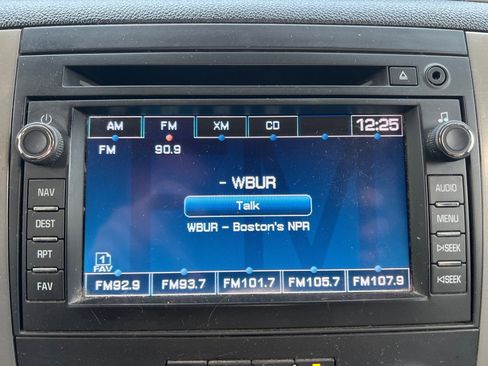 AM FM XM CD 12:25
FM 90.9
- WBUR
Talk
WBUR - Boston's NPR
1
FAV
FM92.9 FM93.7 FM101.7 FM105.7 FM107.9
NAV
DEST
RPT
FAV
AUDIO
MENU
SEEK
SEEK